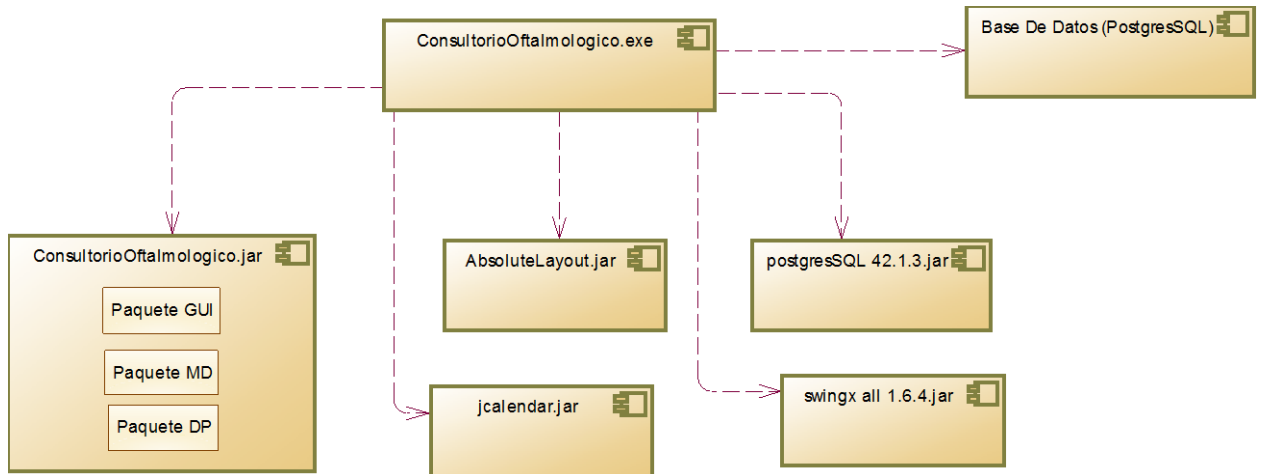 ConsultorioOftalmologico.exe
Base De Datos (PostgresSQL)
ConsultorioOftalmologico.jar
Paquete GUI
Paquete MD
Paquete DP
AbsoluteLayout.jar
postgresSQL 42.1.3.jar
jcalendar.jar
swingx all 1.6.4.jar